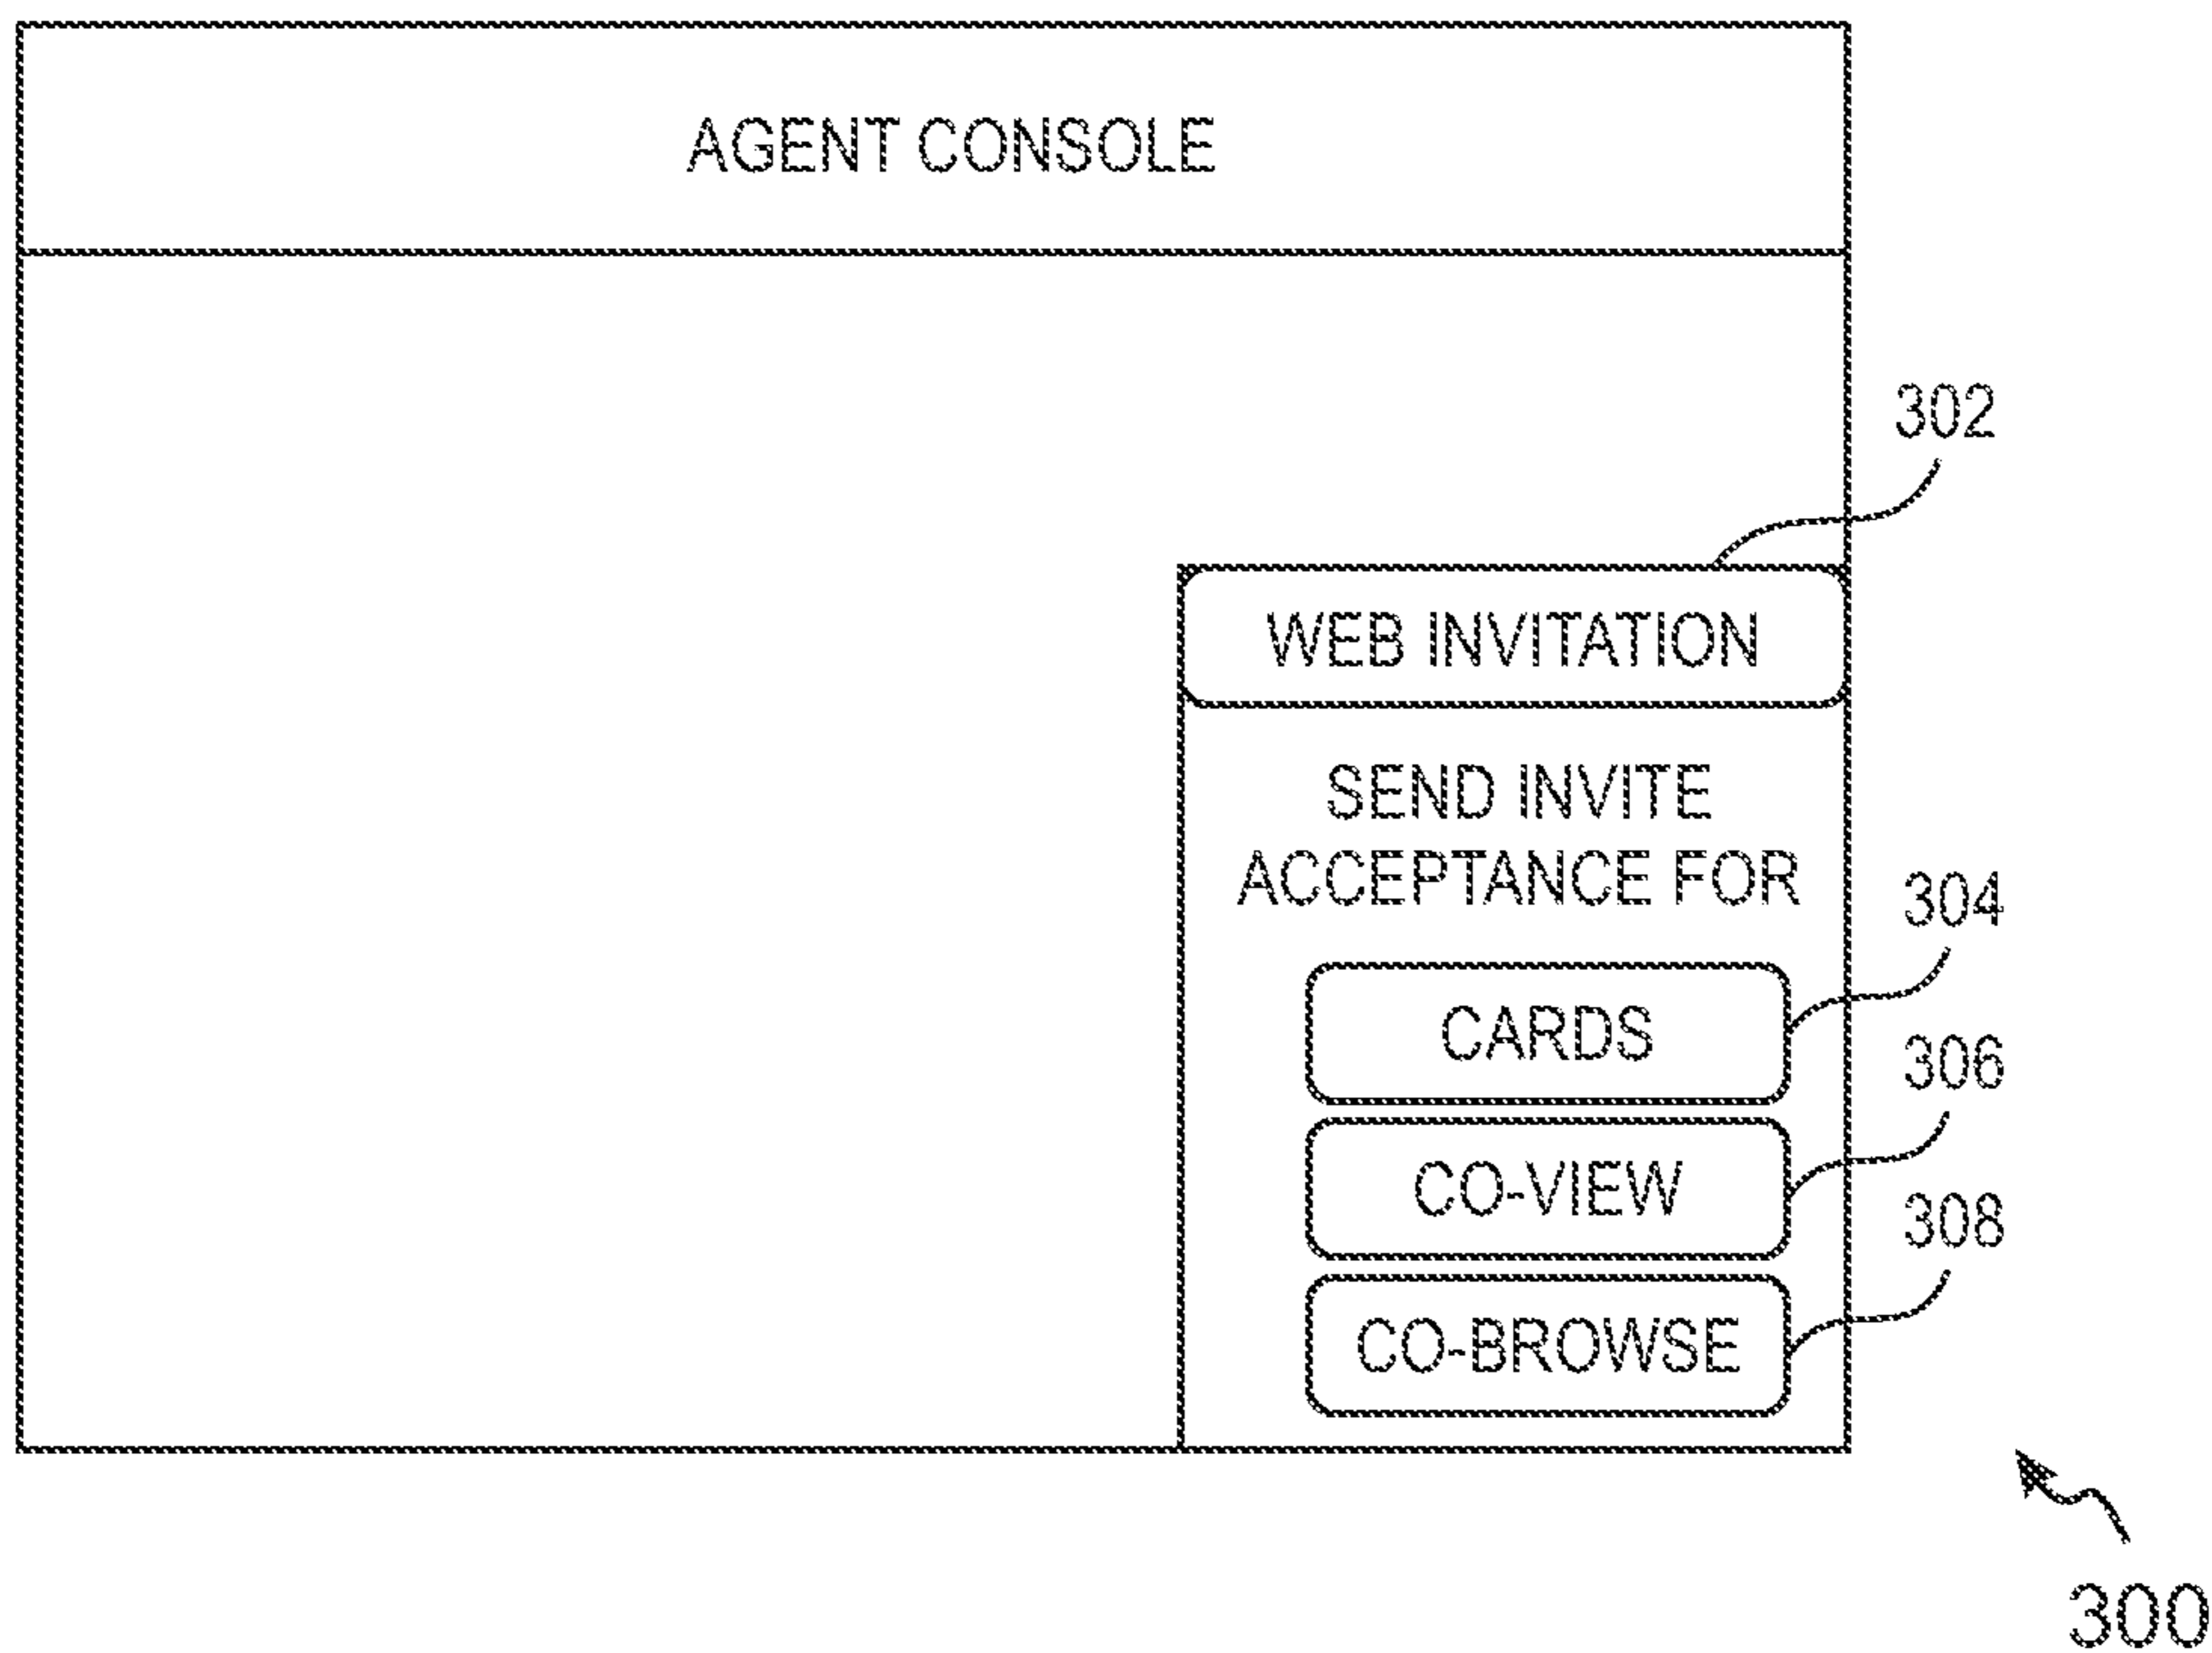 AGENT CONSOLE
302
WEB INVITATION
SEND INVITE
ACCEPTANCE FOR
304
CARDS
306
CO-VIEW
308
CO-BROWSE
300